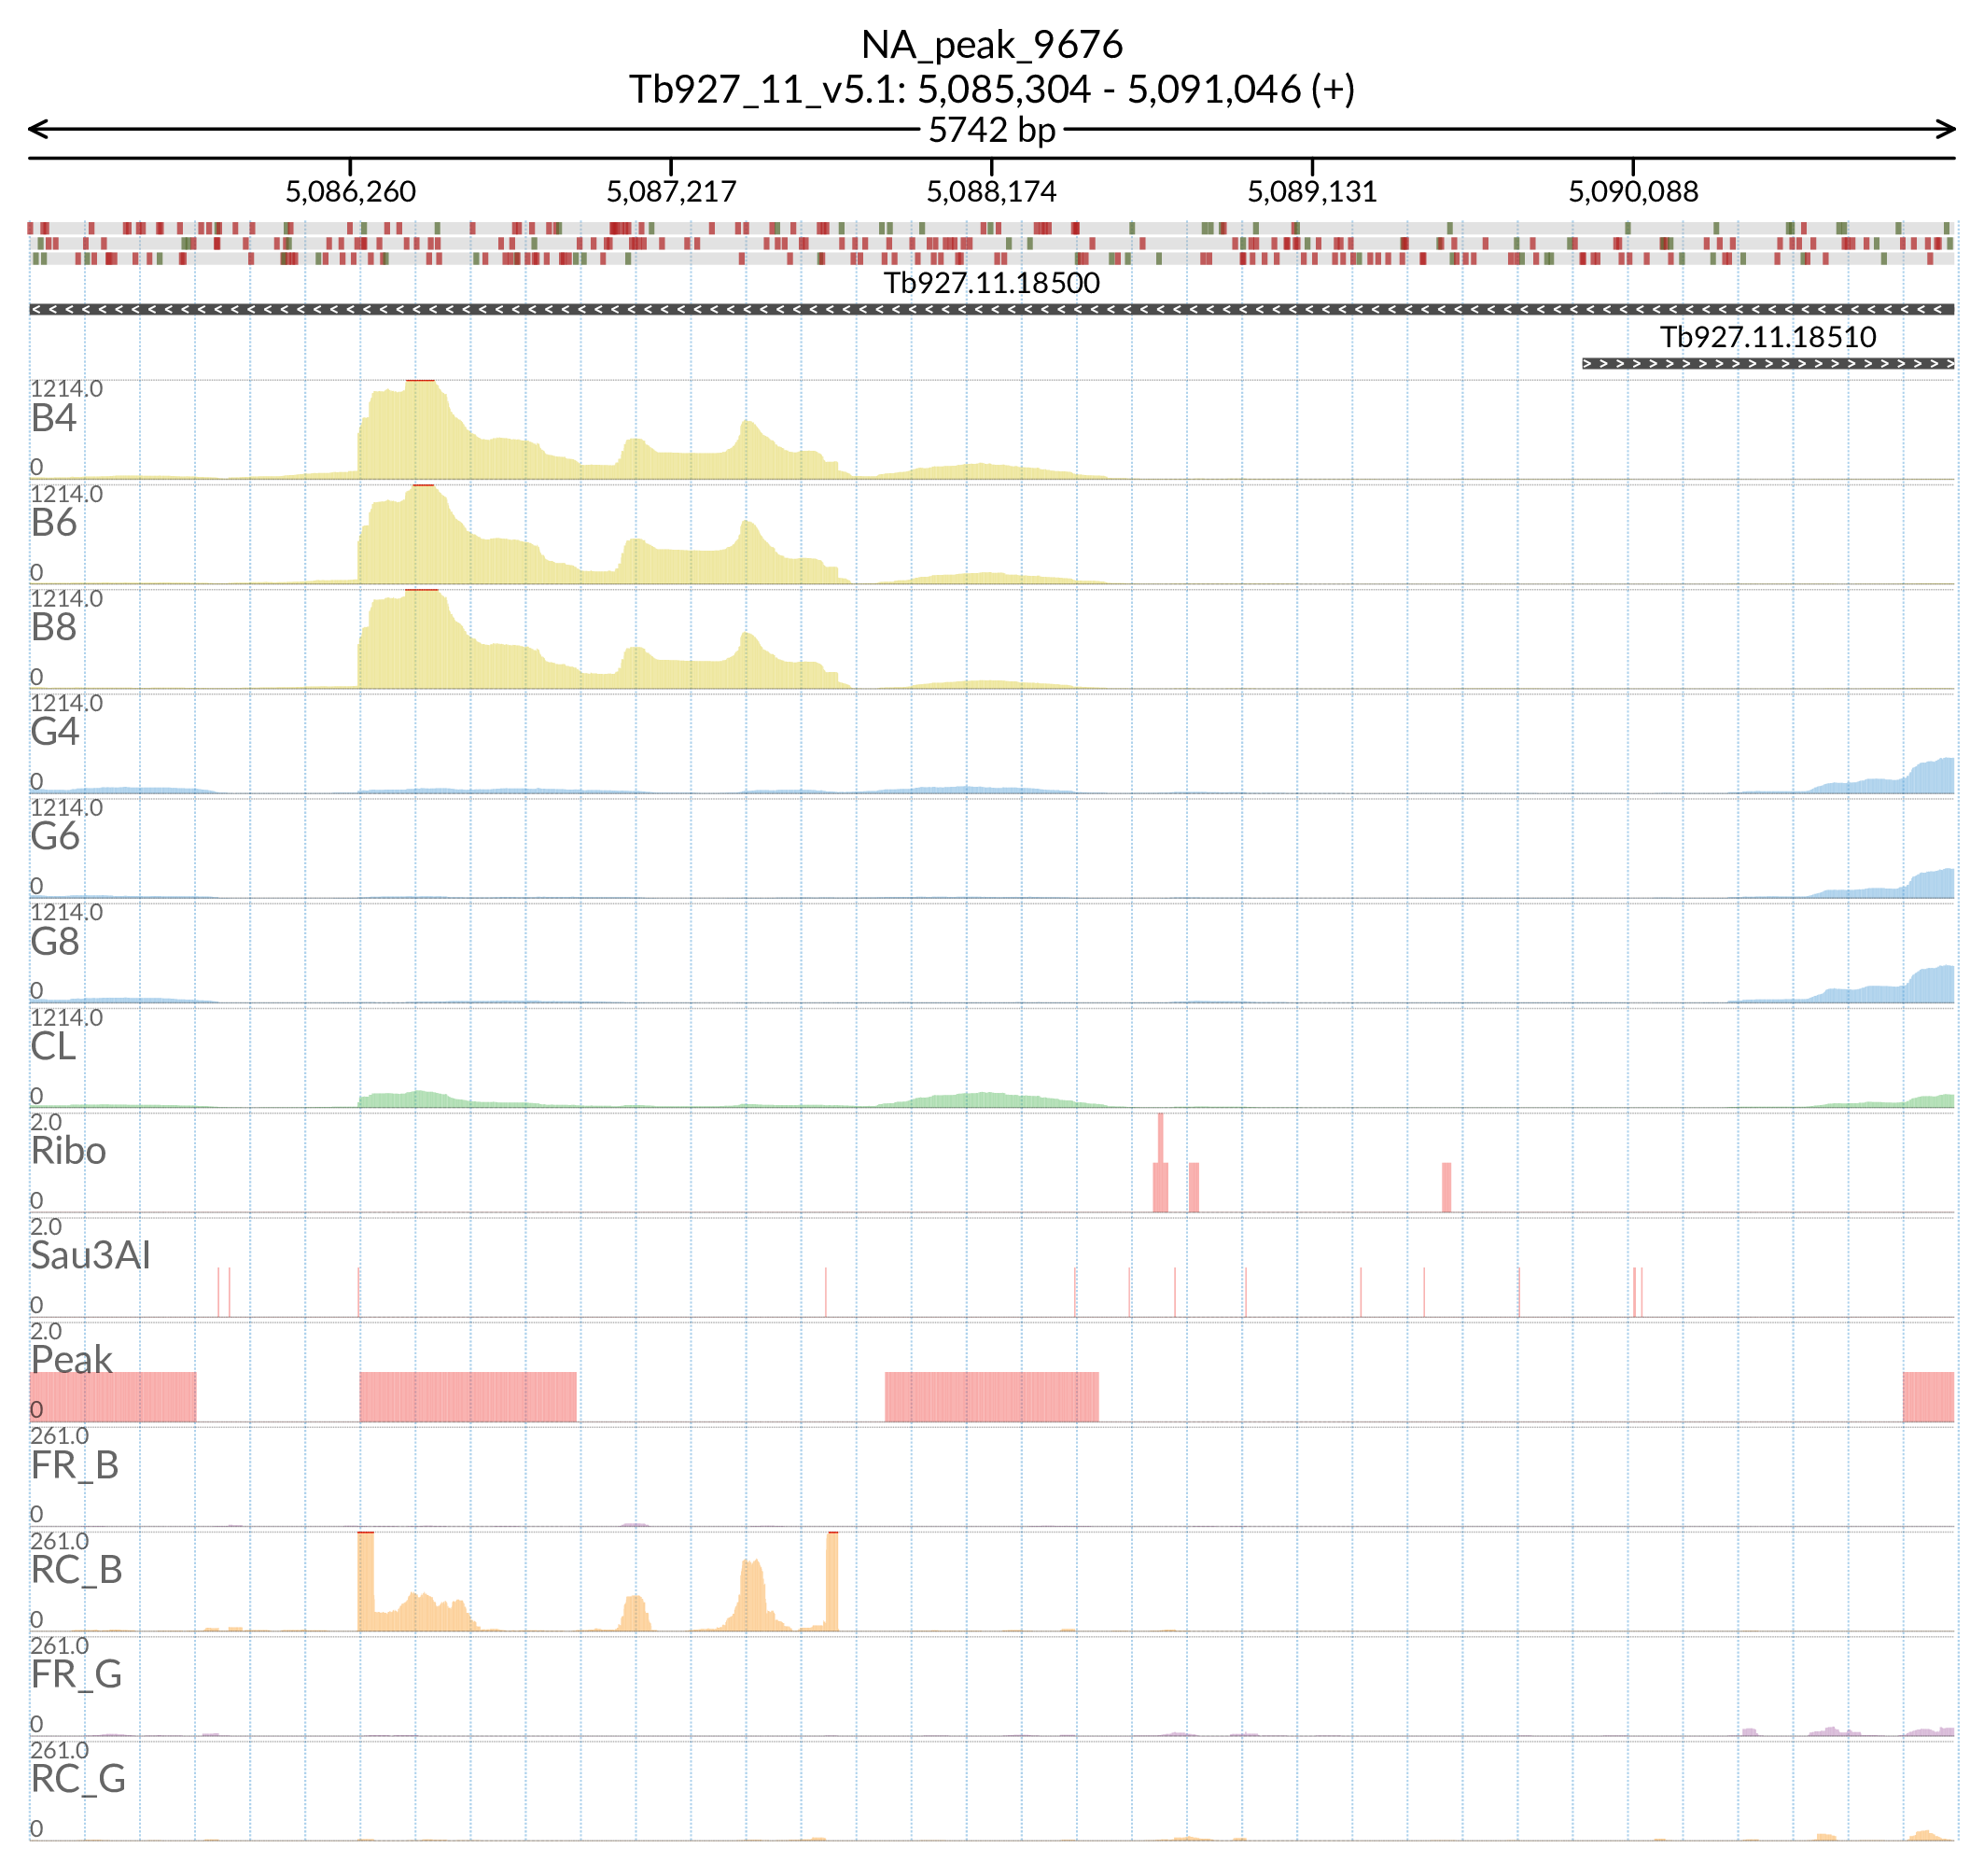 NA_peak_9676
Tb927_11_v5.1: 5,085,304 - 5,091,046 (+)
5742 bp
5,086,260 5,087,217 5,088,174 5,089,131 5,090,088
Tb927.11.18500
Tb927.11.18510
1214.0
B4
0
1214.0
B6
0
1214.0
B8
0
1214.0
G4
0
1214.0
G6
0
1214.0
G8
0
1214.0
CL
0
2.0
Ribo
0
2.0
Sau3AI
0
2.0
Peak
0
261.0
FR_B
0
261.0
RC_B
0
261.0
FR_G
0
261.0
RC_G
0